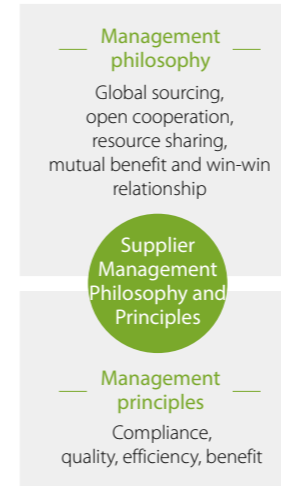 Management
philosophy
Global sourcing,
open cooperation,
resource sharing,
mutual benefit and win-win
relationship
Supplier
Management
Philosophy and
Principles
Management
principles
Compliance,
quality, efficiency, benefit